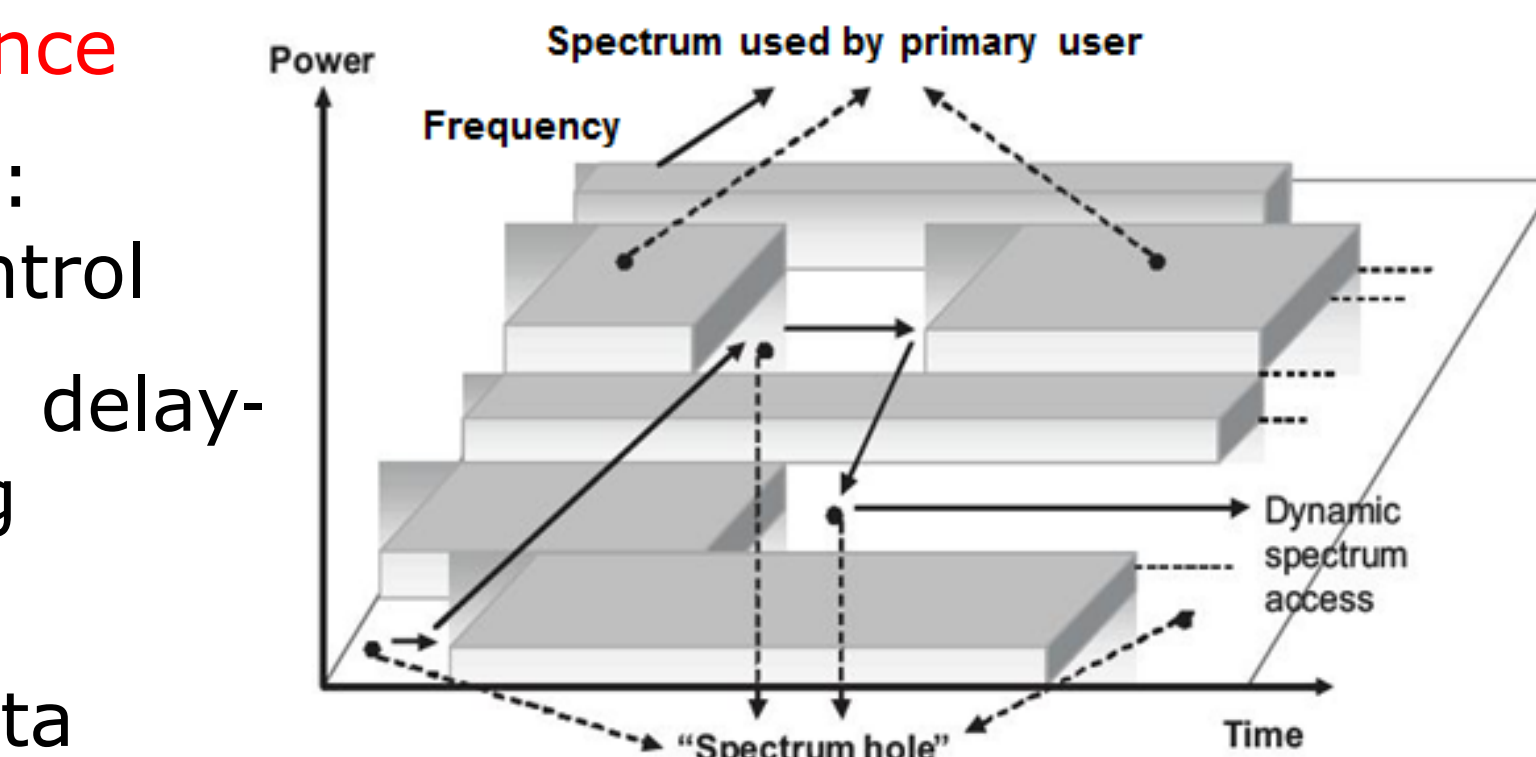 nce
:
ntrol
delay-
g
ta
Power
Spectrum used by primary user
Frequency
Dynamic
spectrum
access
Time
“Spectrum hole”